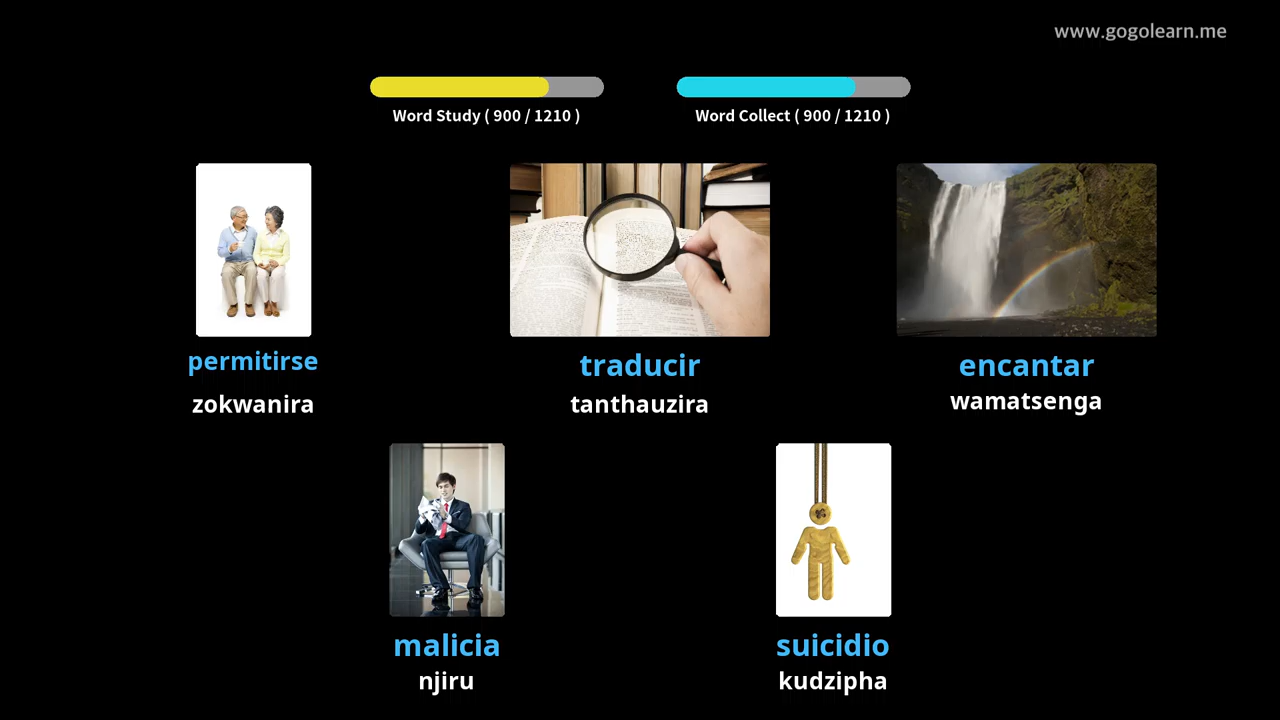 www.gogolearn.me
Word Study ( 900 / 1210 )
Word Collect ( 900 / 1210 )
permitirse
zokwanira
traducir
tanthauzira
encantar
wamatsenga
malicia
njiru
suicidio
kudzipha